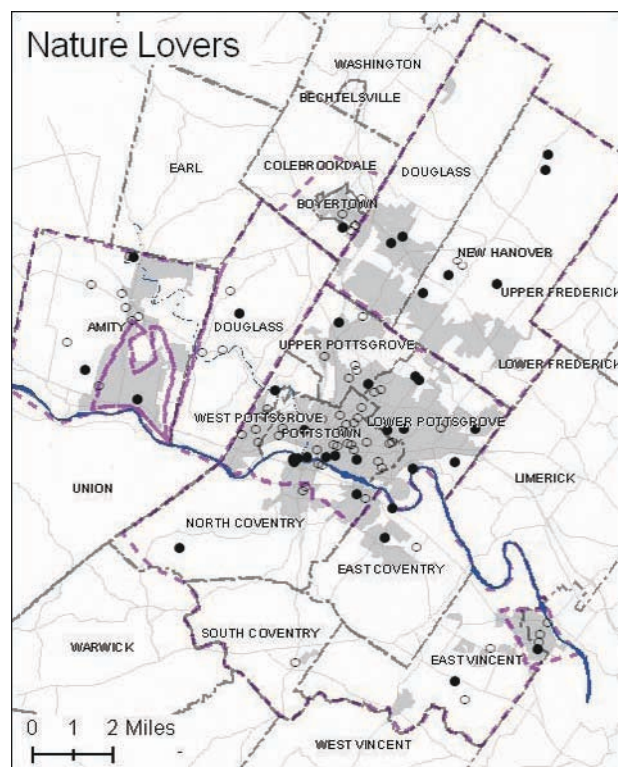 Nature Lovers
WASHINGTON
BECHTELSVILLE
EARL
COLEBROOKDALE
DOUGLASS
BOYERTOWN
NEW HANOVER
UPPER FREDERICK
AMITY
DOUGLASS
UPPER POTTSGROVE
LOWER FREDERICK
WEST POTTSGROVE
LOWER POTTSGROVE
POTTSTOWN
UNION
LIMERICK
NORTH COVENTRY
EAST COVENTRY
SOUTH COVENTRY
WARWICK
EAST VINCENT
0 1 2 Miles
WEST VINCENT